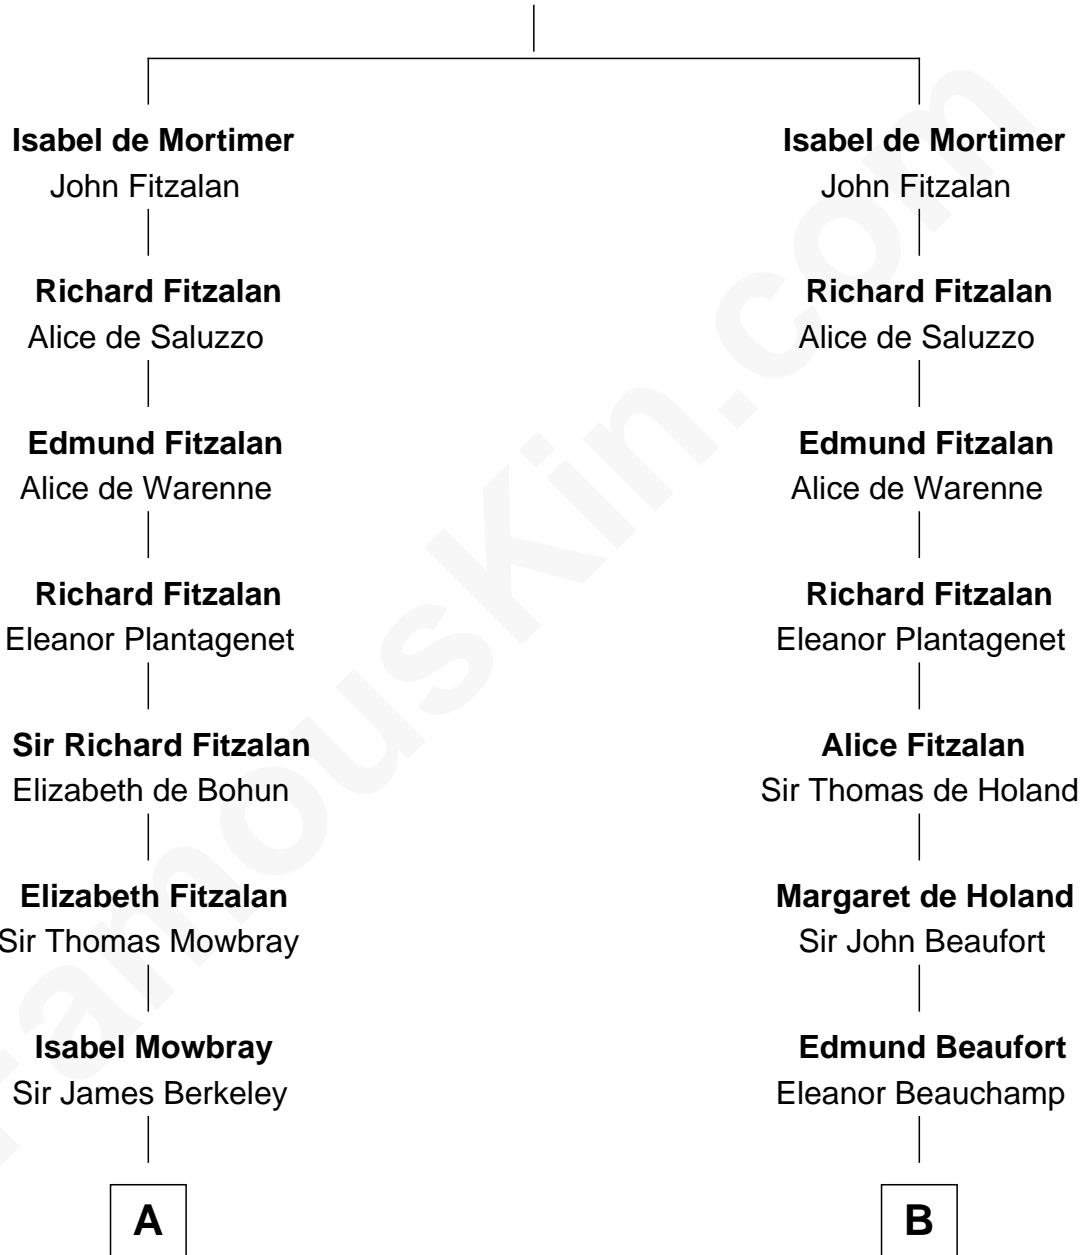 Isabel de Mortimer
John Fitzalan
Richard Fitzalan
Alice de Saluzzo
Edmund Fitzalan
Alice de Warenne
Richard Fitzalan
Eleanor Plantagenet
Sir Richard Fitzalan
Elizabeth de Bohun
Elizabeth Fitzalan
Sir Thomas Mowbray
Isabel Mowbray
Sir James Berkeley
A
Isabel de Mortimer
John Fitzalan
Richard Fitzalan
Alice de Saluzzo
Edmund Fitzalan
Alice de Warenne
Richard Fitzalan
Eleanor Plantagenet
Alice Fitzalan
Sir Thomas de Holand
Margaret de Holand
Sir John Beaufort
Edmund Beaufort
Eleanor Beauchamp
B
FamousKin.com